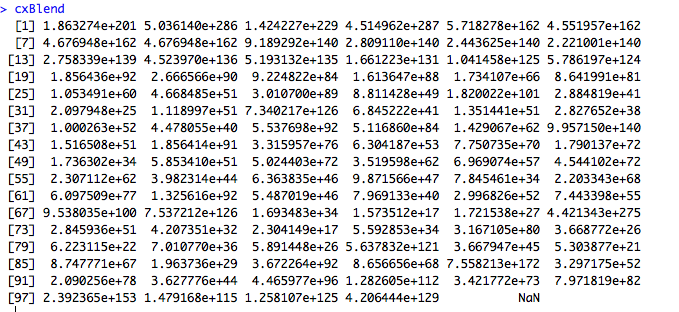 > cxBlend
[1] 1.863274e+201 5.036140e+286 1.424227e+229 4.514962e+287 5.718278e+162 4.551957e+162
[7] 4.676948e+162 4.676948e+162 9.189292e+140 2.809110e+140 2.443625e+140 2.221001e+140
[13] 2.758339e+139 4.523970e+136 5.193132e+135 1.661223e+131 1.041458e+125 5.786197e+124
[19] 1.856436e+92 2.666566e+90 9.224822e+84 1.613647e+88 1.734107e+66 8.641991e+81
[25] 1.053491e+60 4.668485e+51 3.010700e+89 8.811428e+49 1.820022e+101 2.884819e+41
[31] 2.097948e+25 1.118997e+51 7.340217e+126 6.845222e+41 1.351441e+51 2.827652e+38
[37] 1.000263e+52 4.478055e+40 5.537698e+92 5.116860e+84 1.429067e+62 9.957150e+140
[43] 1.516508e+51 1.856414e+91 3.315957e+76 6.304187e+53 7.750735e+70 1.790137e+72
[49] 1.736302e+34 5.853410e+51 5.024403e+72 3.519598e+62 6.969074e+57 4.544102e+72
[55] 2.307112e+62 3.982314e+44 6.363835e+46 9.871566e+47 7.845461e+34 2.203343e+68
[61] 6.097509e+77 1.325616e+92 5.487019e+46 7.969133e+40 2.996826e+52 7.443398e+55
[67] 9.538035e+100 7.537212e+126 1.693483e+34 1.573512e+17 1.721538e+27 4.421343e+275
[73] 2.845936e+51 4.207351e+32 2.304149e+17 5.592853e+34 3.167105e+80 3.668772e+26
[79] 6.223115e+22 7.010770e+36 5.891448e+26 5.637832e+121 3.667947e+45 5.303877e+21
[85] 8.747771e+67 1.963736e+29 3.672264e+92 8.656656e+68 7.558213e+172 3.297175e+52
[91] 2.090256e+78 3.627776e+44 4.465977e+96 1.282605e+112 3.421772e+73 7.971819e+82
[97] 2.392365e+153 1.479168e+115 1.258107e+125 4.206444e+129 NaN